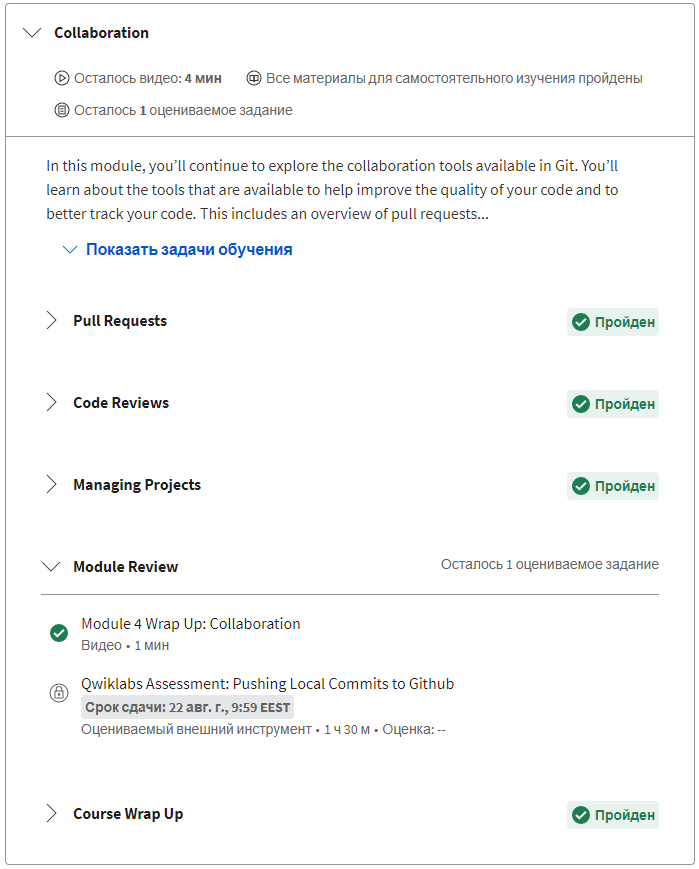 Collaboration
Осталось видео: 4 мин Все материалы для самостоятельного изучения пройдены
Осталось 1 оцениваемое задание
In this module, you’ll continue to explore the collaboration tools available in Git. You’ll
learn about the tools that are available to help improve the quality of your code and to
better track your code. This includes an overview of pull requests...
Показать задачи обучения
Pull Requests Пройден
Code Reviews Пройден
Managing Projects Пройден
Module Review Осталось 1 оцениваемое задание
Module 4 Wrap Up: Collaboration
Видео • 1 мин
Qwiklabs Assessment: Pushing Local Commits to Github
Срок сдачи: 22 авг. г., 9:59 EEST
Оцениваемый внешний инструмент • 1 ч 30 м • Оценка: --
Course Wrap Up Пройден